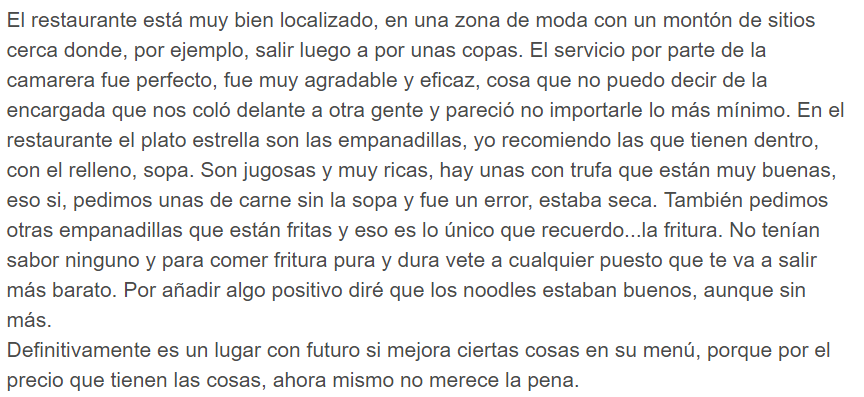 El restaurante está muy bien localizado, en una zona de moda con un montón de sitios
cerca donde, por ejemplo, salir luego a por unas copas. El servicio por parte de la
camarera fue perfecto, fue muy agradable y eficaz, cosa que no puedo decir de la
encargada que nos coló delante a otra gente y pareció no importarle lo más mínimo. En el
restaurante el plato estrella son las empanadillas, yo recomiendo las que tienen dentro,
con el relleno, sopa. Son jugosas y muy ricas, hay unas con trufa que están muy buenas,
eso si, pedimos unas de carne sin la sopa y fue un error, estaba seca. También pedimos
otras empanadillas que están fritas y eso es lo único que recuerdo...la fritura. No tenían
sabor ninguno y para comer fritura pura y dura vete a cualquier puesto que te va a salir
más barato. Por añadir algo positivo diré que los noodles estaban buenos, aunque sin
más.
Definitivamente es un lugar con futuro si mejora ciertas cosas en su menú, porque por el
precio que tienen las cosas, ahora mismo no merece la pena.